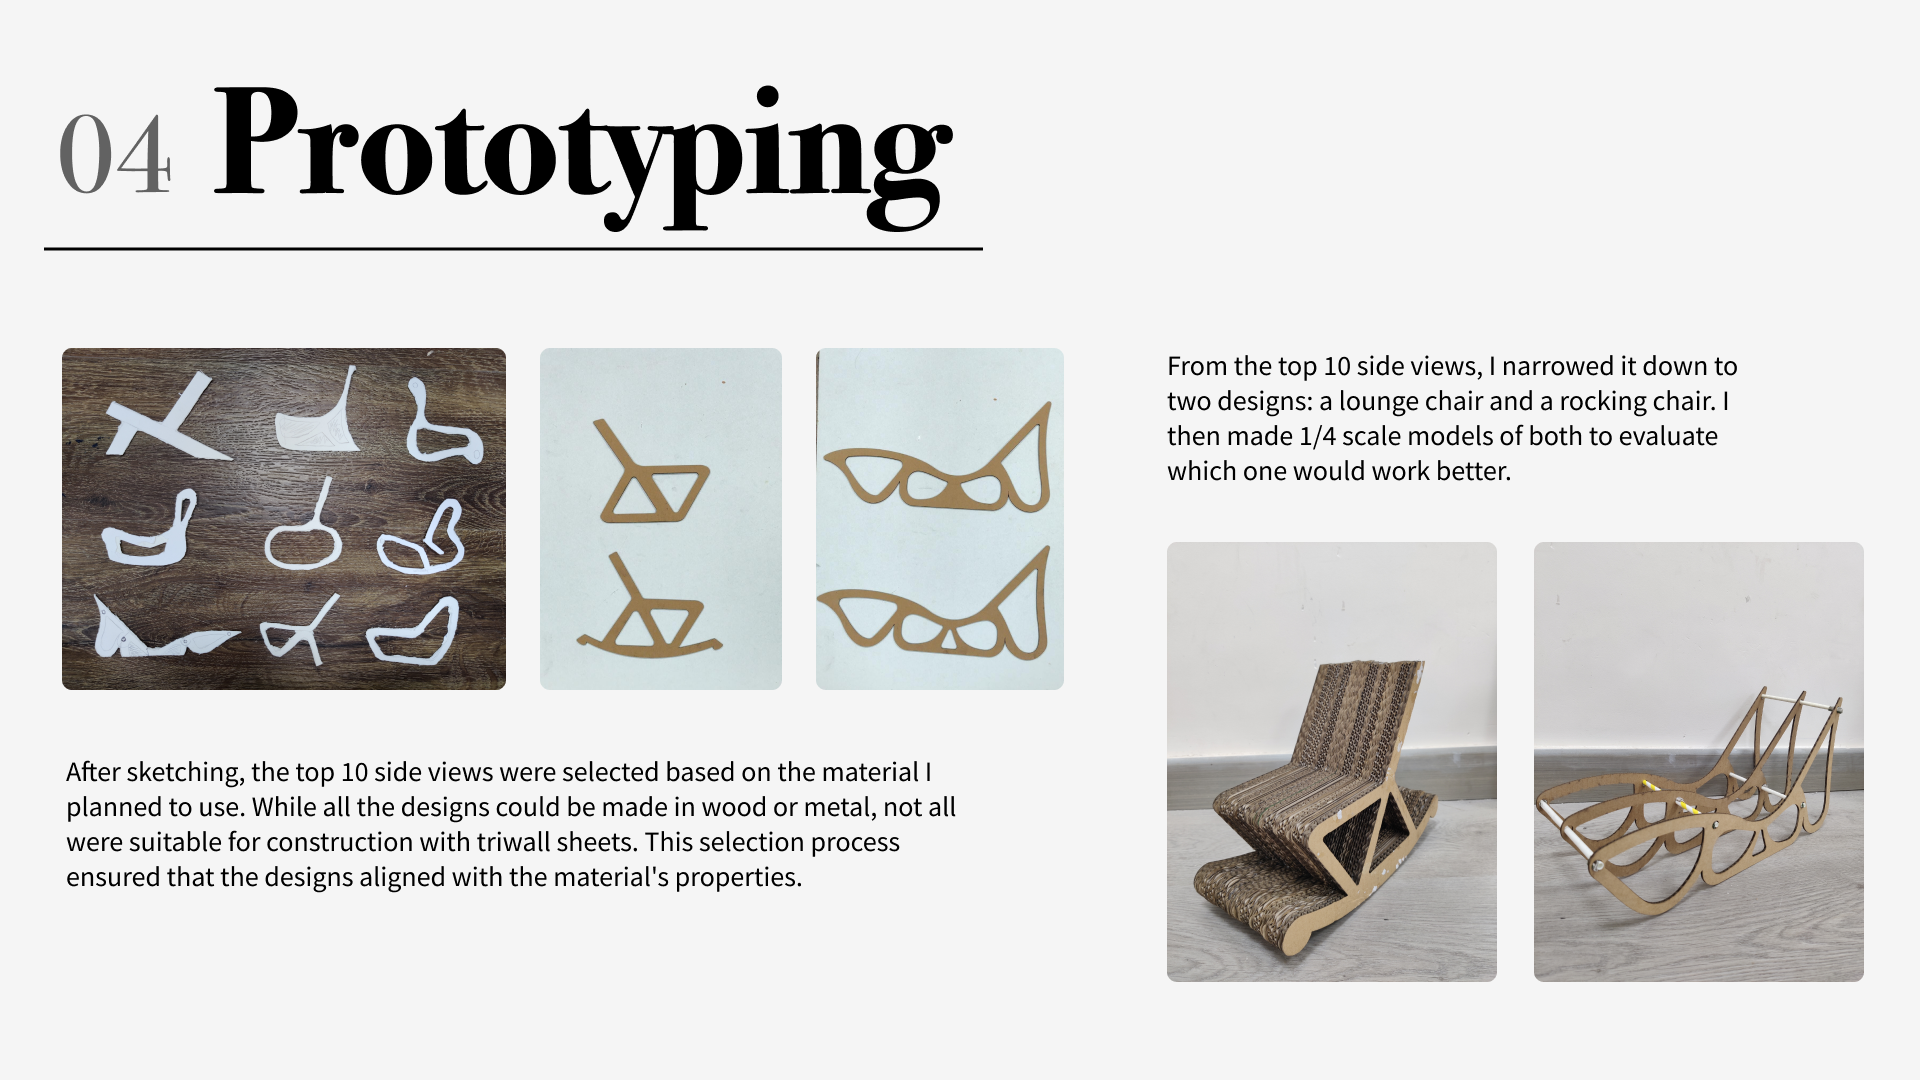 04 Prototyping
From the top 10 side views, I narrowed it down to
two designs: a lounge chair and a rocking chair. I
then made 1/4 scale models of both to evaluate
which one would work better.
After sketching, the top 10 side views were selected based on the material I
planned to use. While all the designs could be made in wood or metal, not all
were suitable for construction with triwall sheets. This selection process
ensured that the designs aligned with the material's properties.